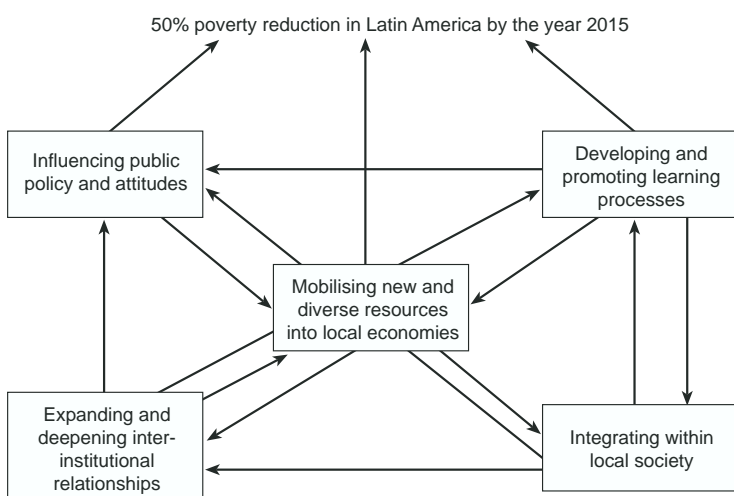 50% poverty reduction in Latin America by the year 2015
Influencing public
policy and attitudes
Developing and
promoting learning
processes
Mobilising new and
diverse resources
into local economies
Expanding and
deepening inter-
institutional
relationships
Integrating within
local society